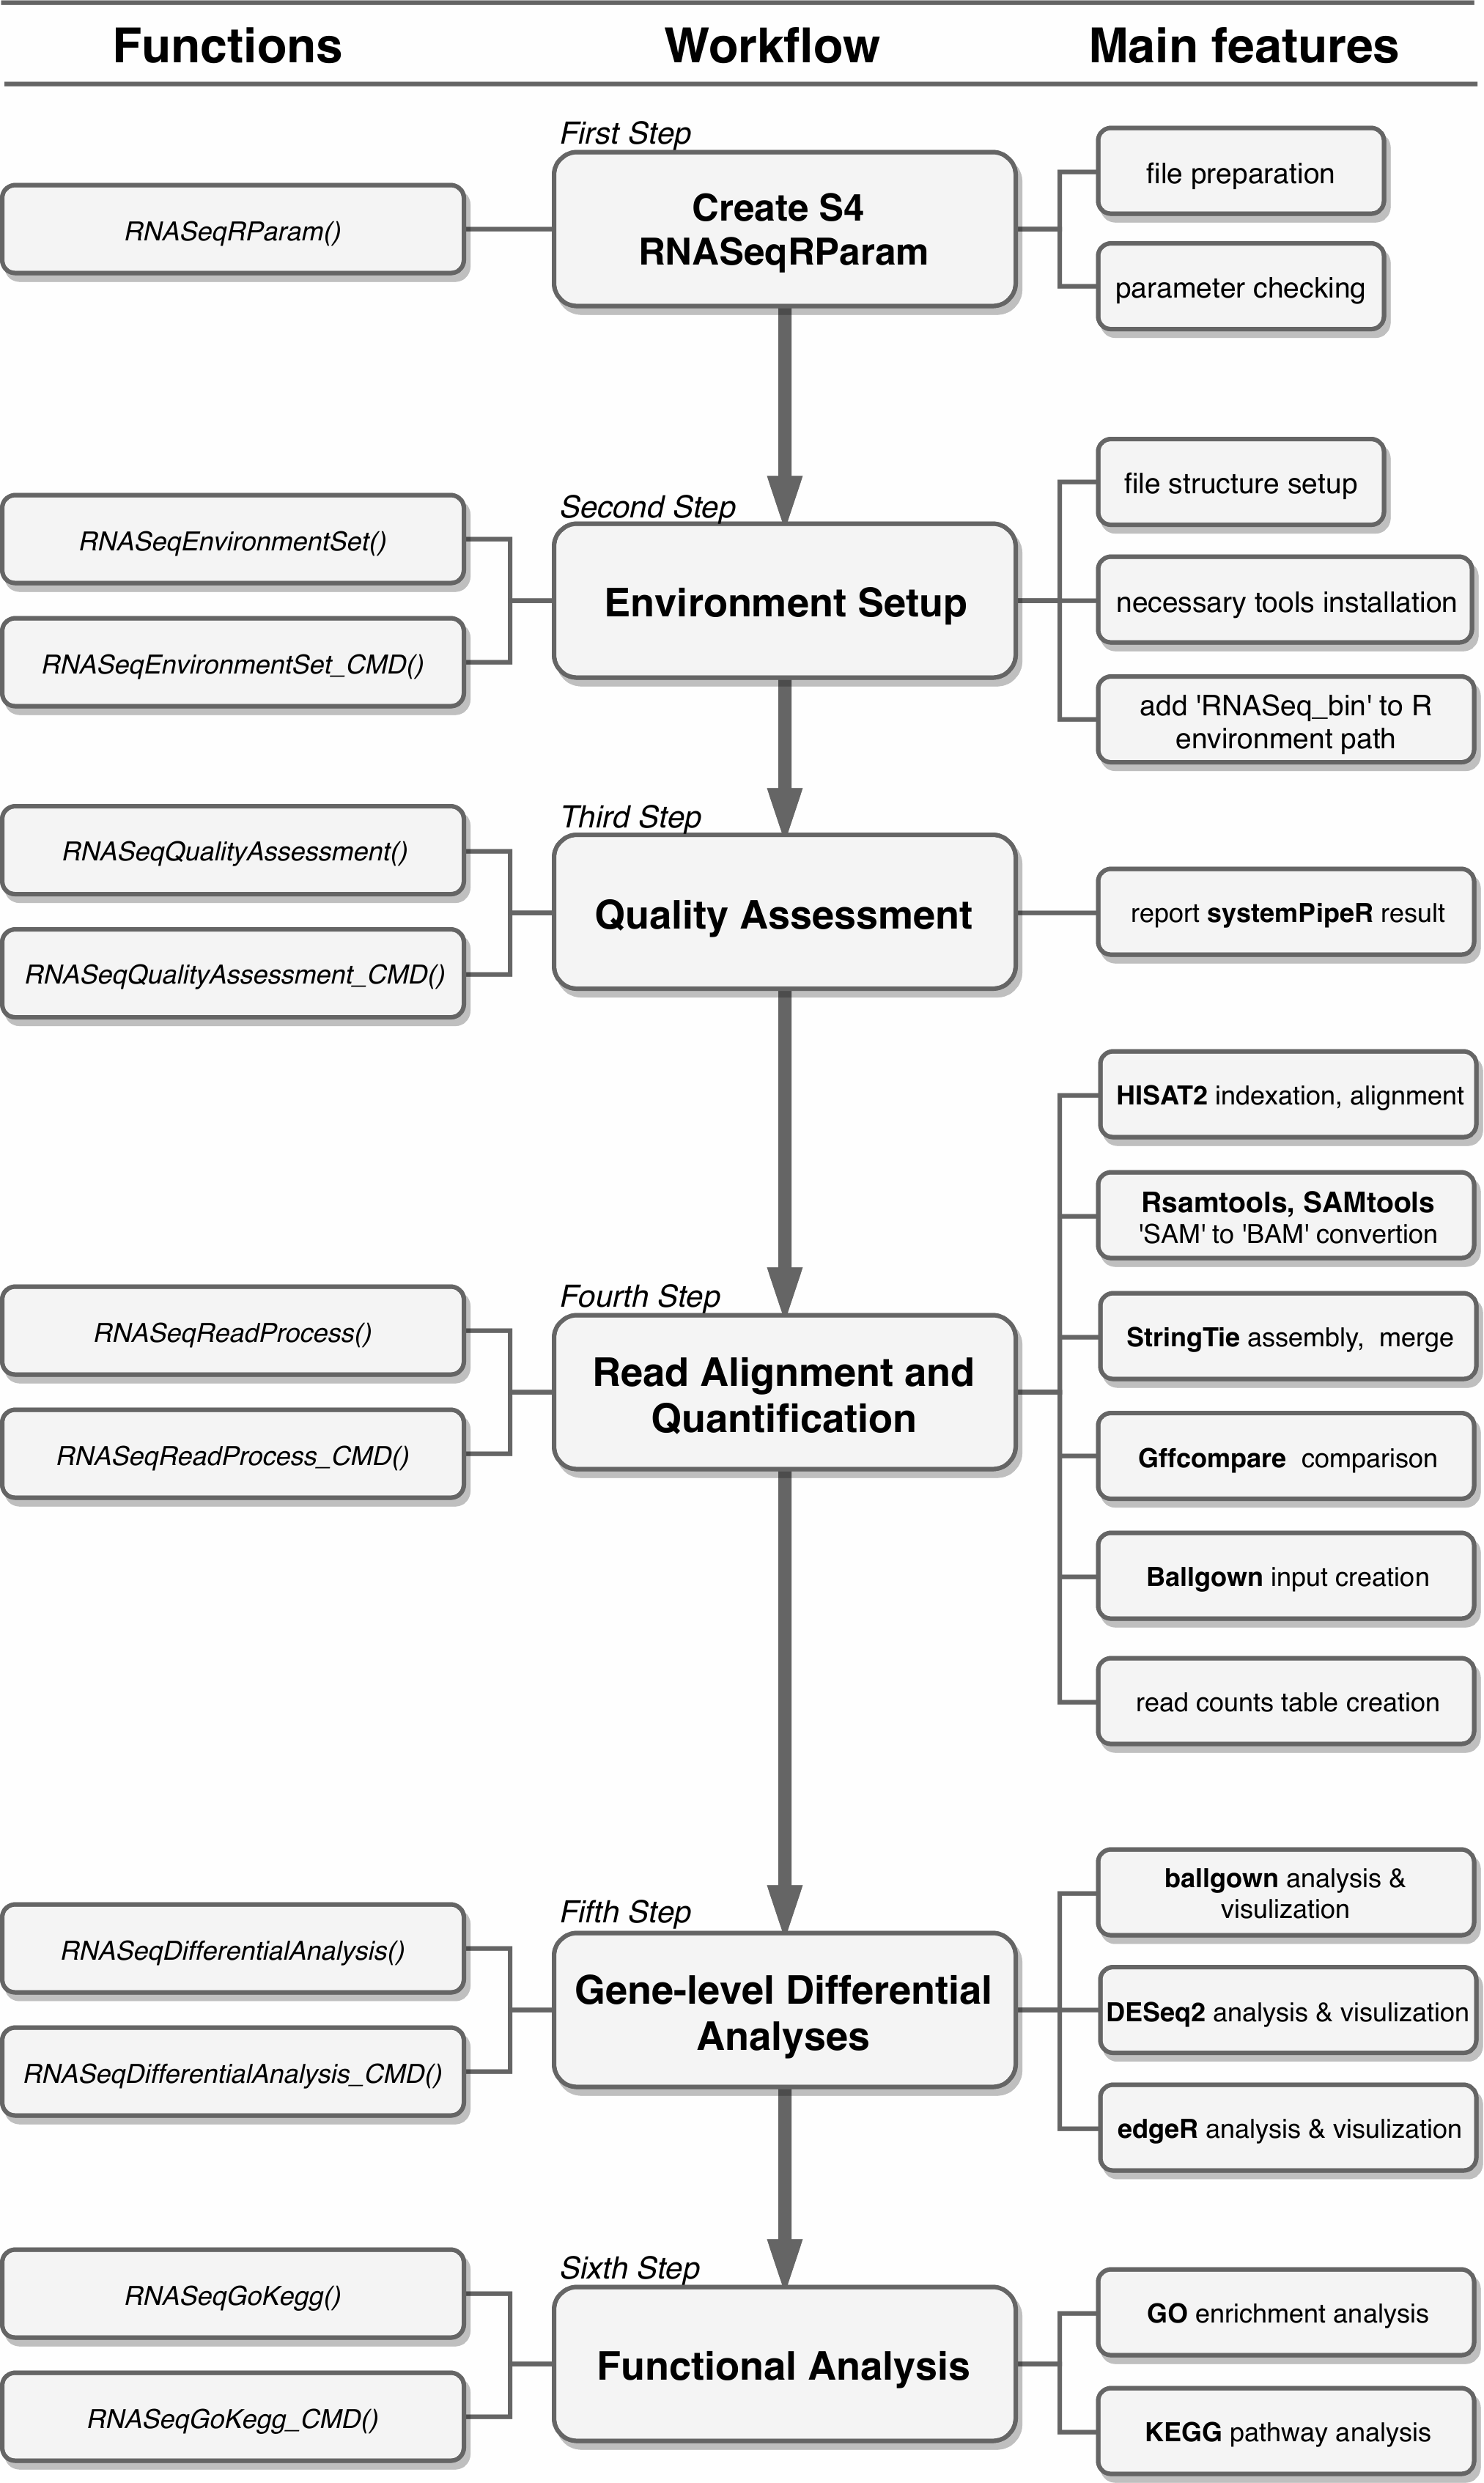 Functions
Workflow
Main features
First Step
RNASeqRParam()
Create S4
RNASeqRParam
file preparation
parameter checking
Second Step
RNASeqEnvironmentSet()
RNASeqEnvironmentSet_CMD()
Environment Setup
file structure setup
necessary tools installation
add 'RNASeq_bin' to R
environment path
Third Step
RNASeqQualityAssessment()
RNASeqQualityAssessment_CMD()
Quality Assessment
report systemPipeR result
Fourth Step
RNASeqReadProcess()
RNASeqReadProcess_CMD()
Read Alignment and
Quantification
HISAT2 indexation, alignment
Rsamtools, SAMtools
'SAM' to 'BAM' convertion
StringTie assembly,  merge
Gffcompare  comparison
Ballgown input creation
read counts table creation
Fifth Step
RNASeqDifferentialAnalysis()
RNASeqDifferentialAnalysis_CMD()
Gene-level Differential
Analyses
ballgown analysis &
visulization
DESeq2 analysis & visulization
edgeR analysis & visulization
Sixth Step
RNASeqGoKegg()
RNASeqGoKegg_CMD()
Functional Analysis
GO enrichment analysis
KEGG pathway analysis